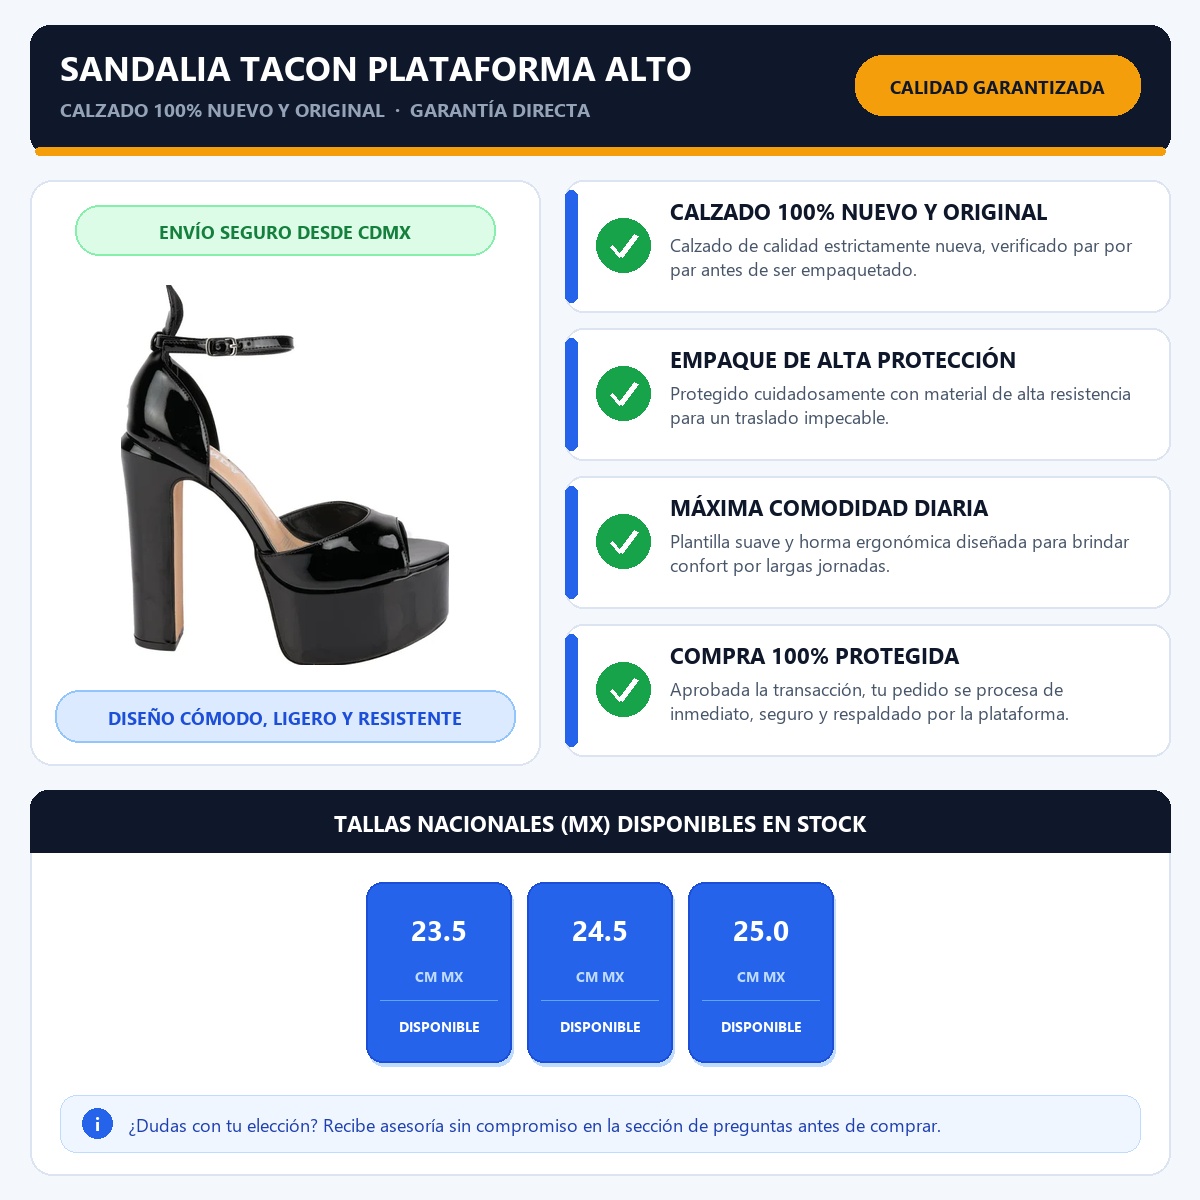 SANDALIA TACON PLATAFORMA ALTO
CALZADO 100% NUEVO Y ORIGINAL · GARANTÍA DIRECTA
CALIDAD GARANTIZADA
ENVÍO SEGURO DESDE CDMX
DISEÑO CÓMODO, LIGERO Y RESISTENTE
CALZADO 100% NUEVO Y ORIGINAL
Calzado de calidad estrictamente nueva, verificado par por
par antes de ser empaquetado.
EMPAQUE DE ALTA PROTECCIÓN
Protegido cuidadosamente con material de alta resistencia
para un traslado impecable.
MÁXIMA COMODIDAD DIARIA
Plantilla suave y horma ergonómica diseñada para brindar
confort por largas jornadas.
COMPRA 100% PROTEGIDA
Aprobada la transacción, tu pedido se procesa de
inmediato, seguro y respaldado por la plataforma.
TALLAS NACIONALES (MX) DISPONIBLES EN STOCK
23.5
CM MX
DISPONIBLE
24.5
CM MX
DISPONIBLE
25.0
CM MX
DISPONIBLE
¿Dudas con tu elección? Recibe asesoría sin compromiso en la sección de preguntas antes de comprar.